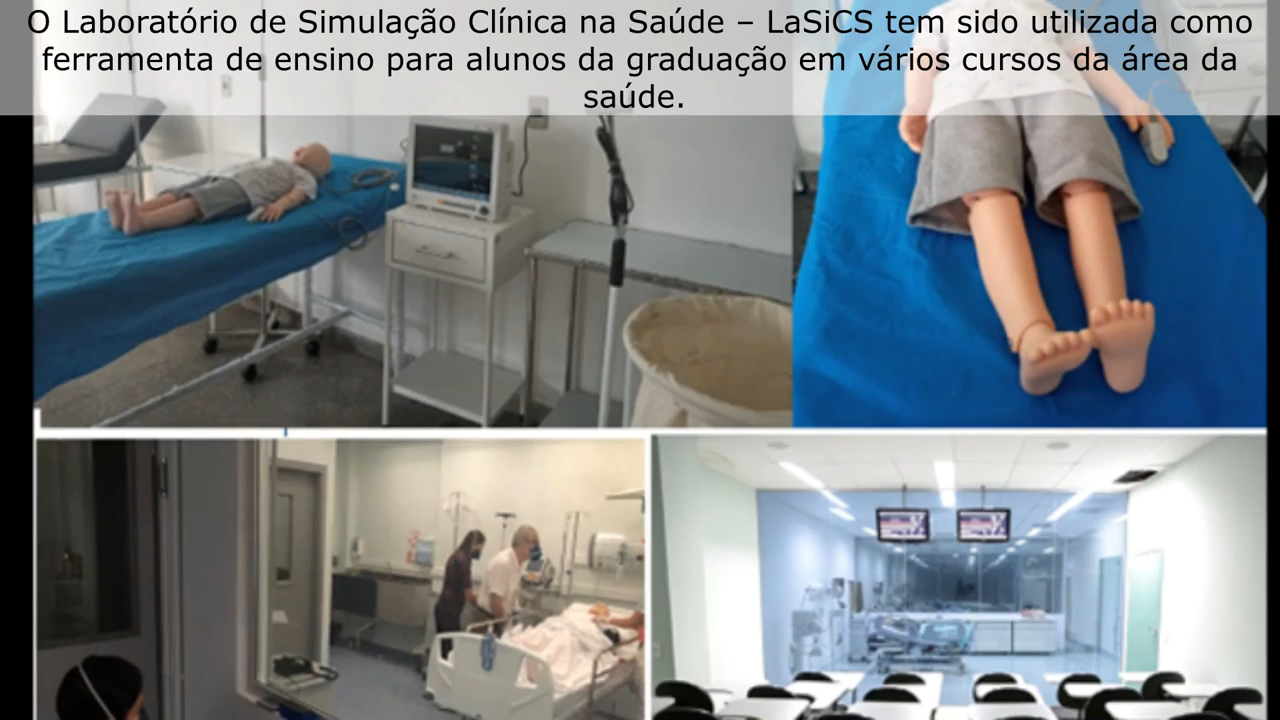 O Laboratório de Simulação Clínica na Saúde – LaSiCS tem sido utilizada como
ferramenta de ensino para alunos da graduação em vários cursos da área da
saúde.